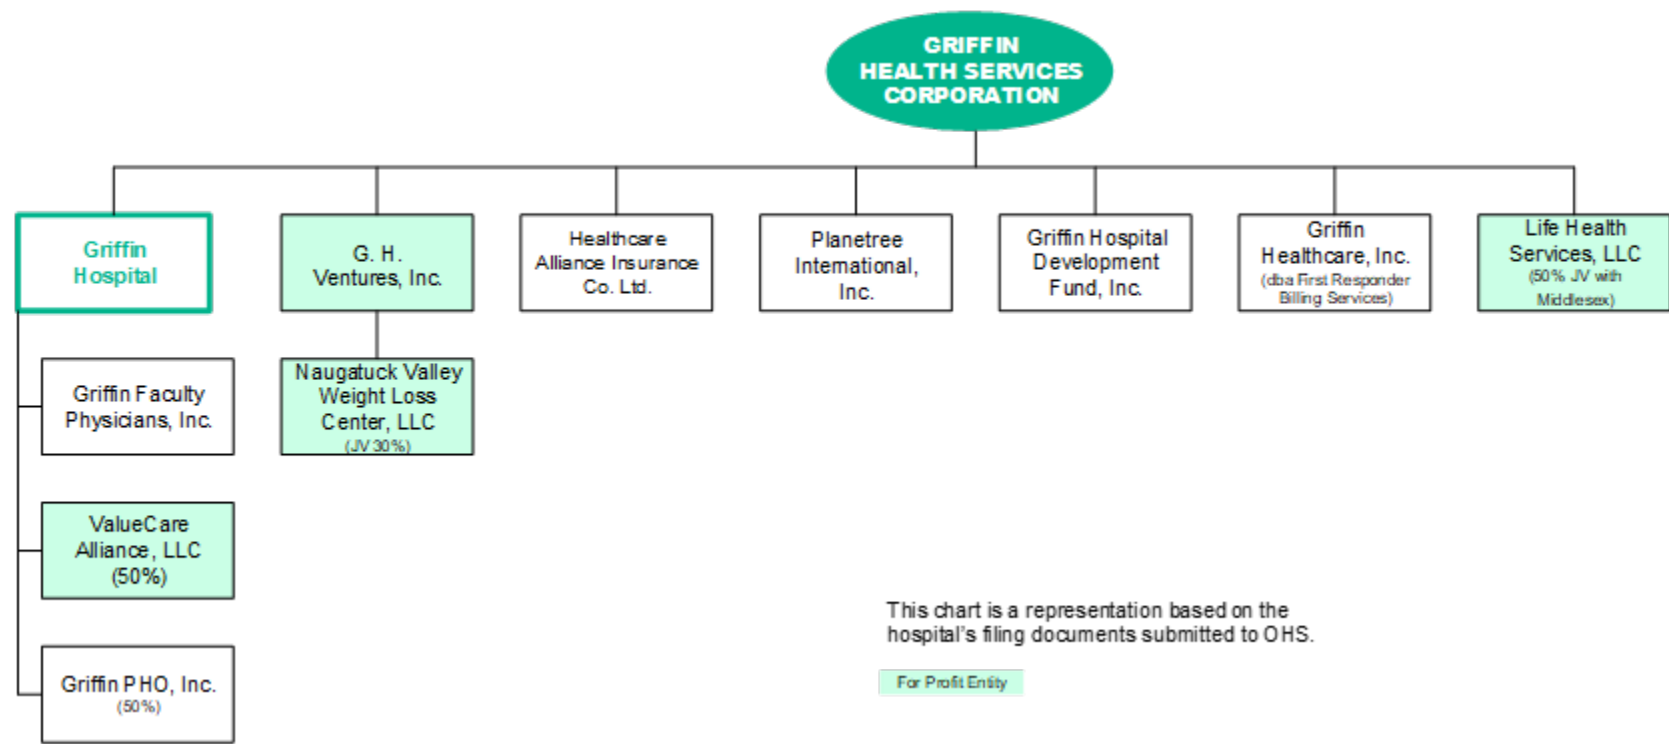 GRIFFIN
HEALTH SERVICES
CORPORATION
Griffin
Hospital
G. H.
Ventures, Inc.
Healthcare
Alliance Insurance
Co. Ltd.
Planetree
International,
Inc.
Griffin Hospital
Development
Fund, Inc.
Griffin
Healthcare, Inc.
(dba First Responder
Billing Services)
Life Health
Services, LLC
(50% JV with
Middlesex)
Griffin Faculty
Physicians, Inc.
Naugatuck Valley
Weight Loss
Center, LLC
(JV 30%)
ValueCare
Alliance, LLC
(50%)
Griffin PHO, Inc.
(50%)
This chart is a representation based on the
hospital's filing documents submitted to OHS.
For Profit Entity